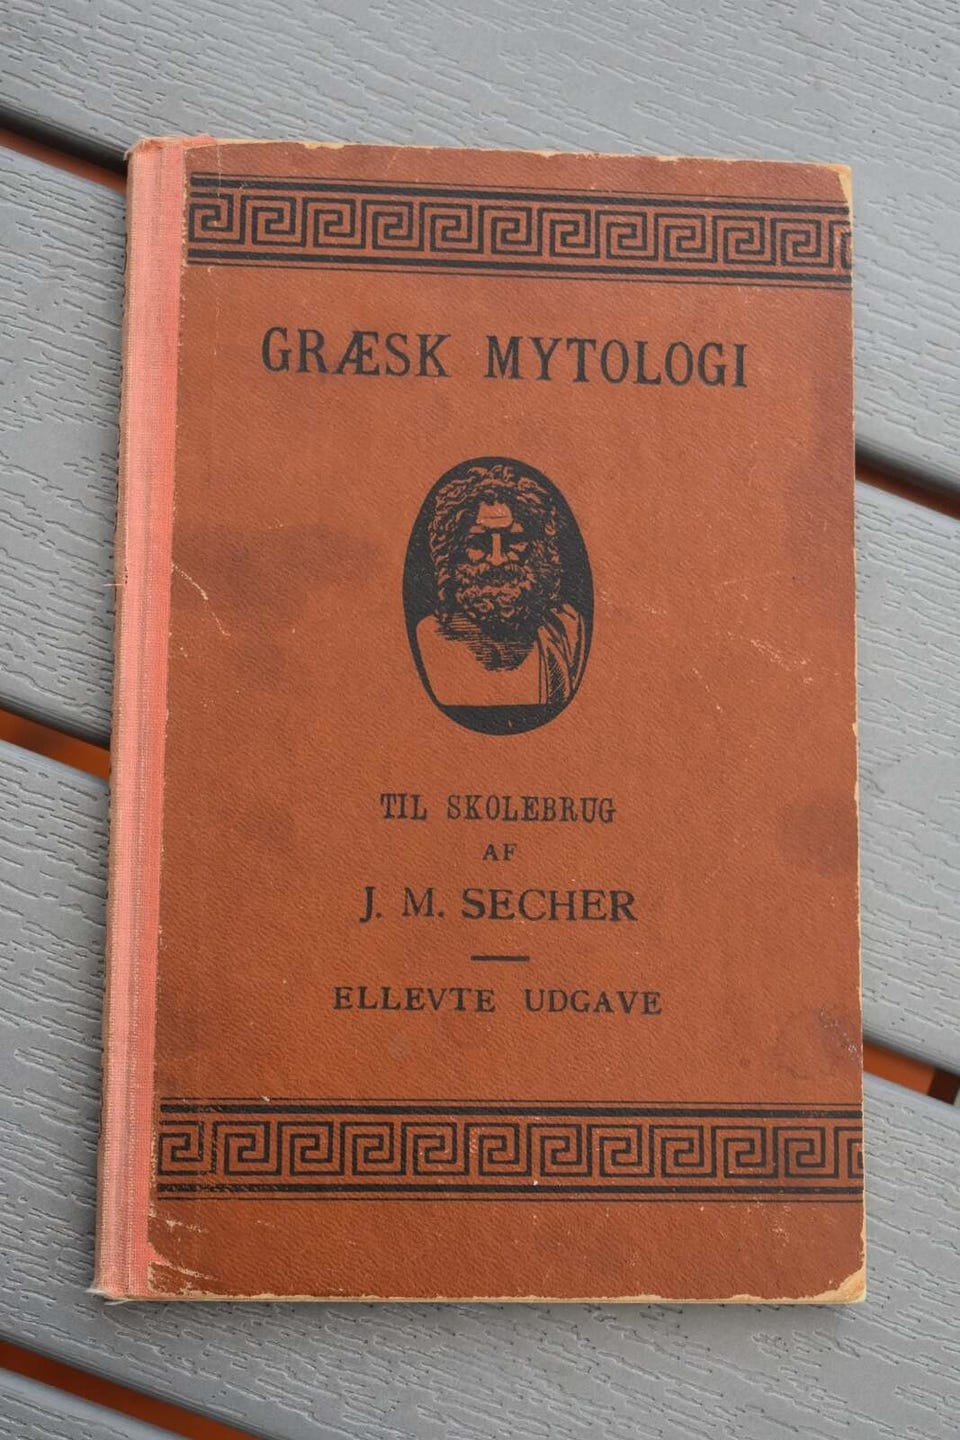 GRÆSK MYTOLOGI
TIL SKOLEBRUG
AF
J. M. SECHER
ELLEVTE UDGAVE